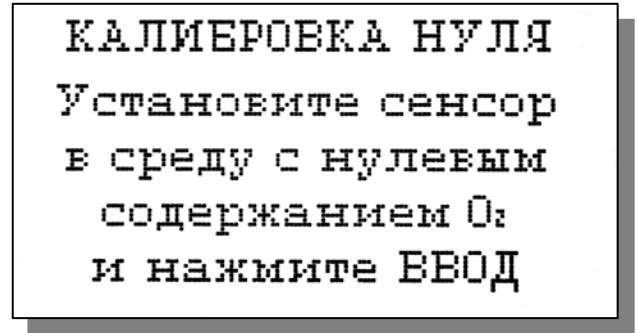 КАЛИБРОВКА НУЛЯ
Установите сенсор
в среду с нулевым
содержанием O₂
и нажмите ВВОД